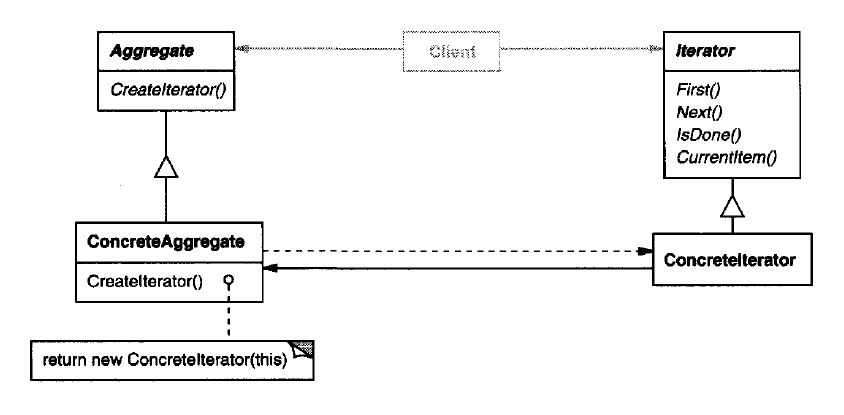 Aggregate
CreateIterator()
Client
Iterator
First()
Next()
IsDone()
CurrentItem()
ConcreteAggregate
CreateIterator()
ConcreteIterator
return new ConcreteIterator(this)